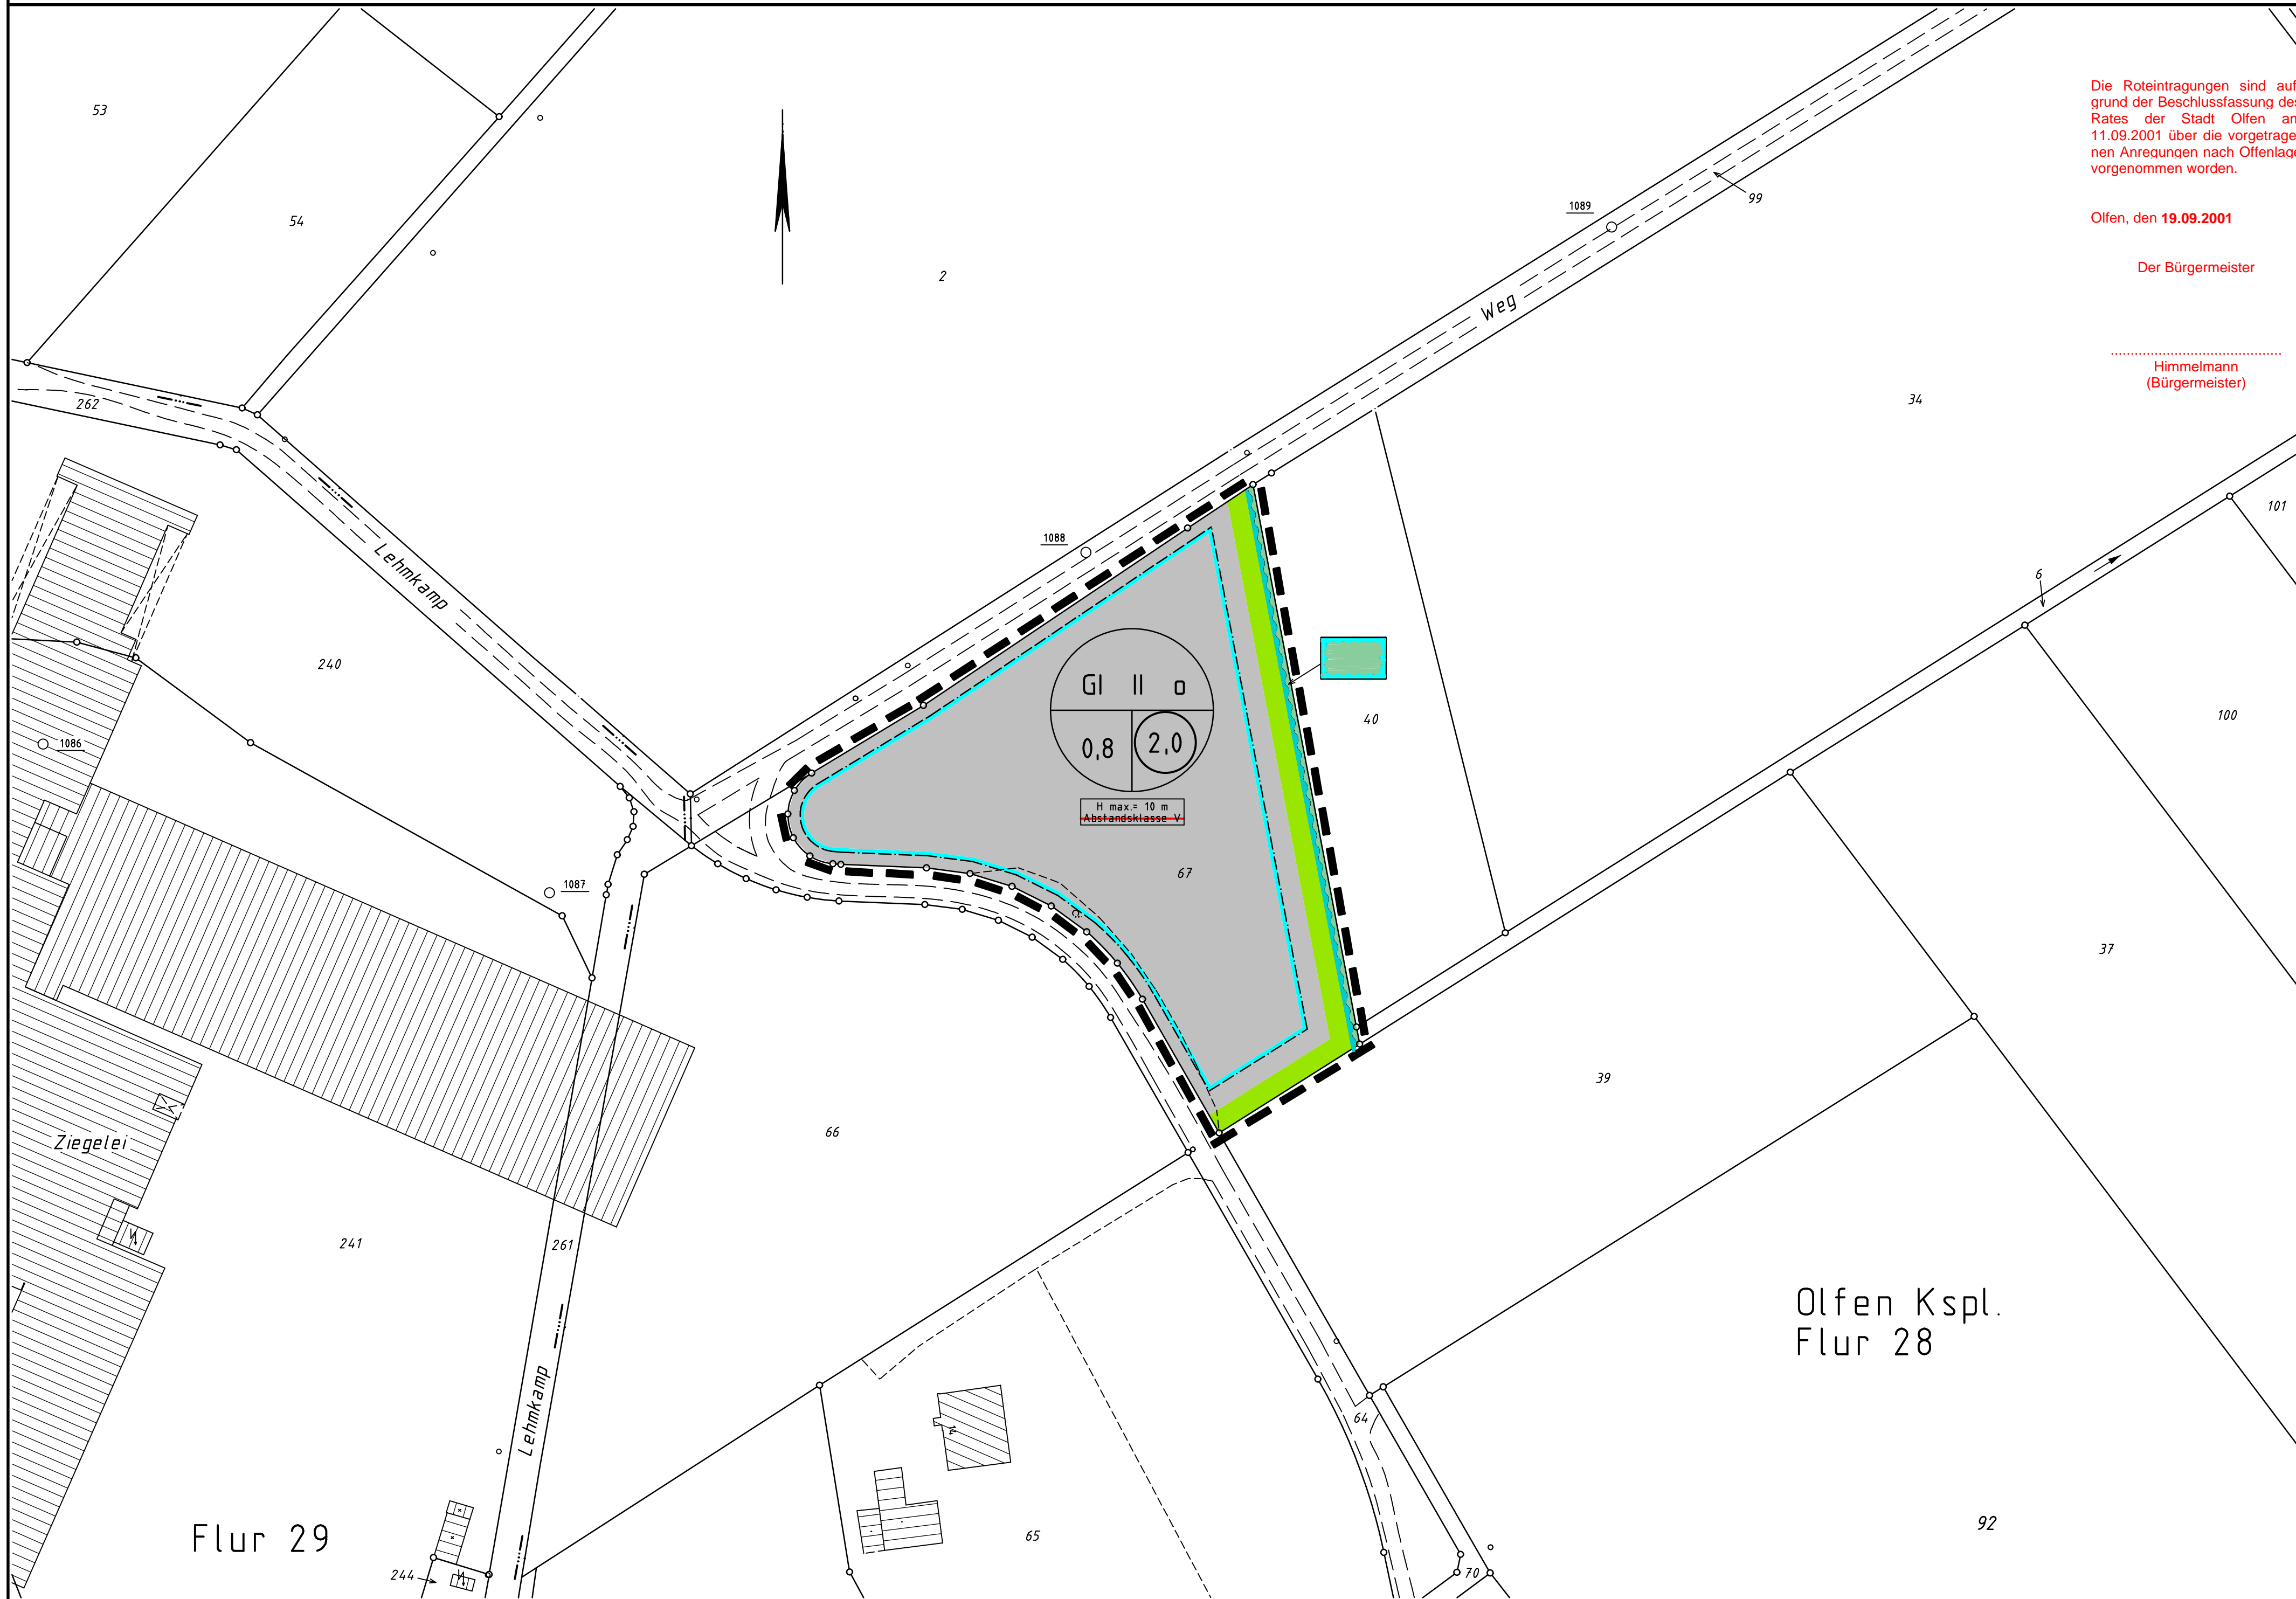 53
54
2
Die Roteintragungen sind auf
grund der Beschlussfassung des
Rates der Stadt Olfen am
11.09.2001 über die vorgetrage
nen Anregungen nach Offenlage
vorgenommen worden.
Olfen, den 19.09.2001
Der Bürgermeister
Himmelmann
(Bürgermeister)
99
1089
Weg
34
262
Lehmkamp
1088
101
6
240
GI II o
0,8 2,0
H max.= 10 m
Abstandsklasse V
40
100
1086
67
1087
37
39
66
Ziegelei
241
261
Olfen Kspl.
Flur 28
Lehmkamp
64
65
92
Flur 29
244
70